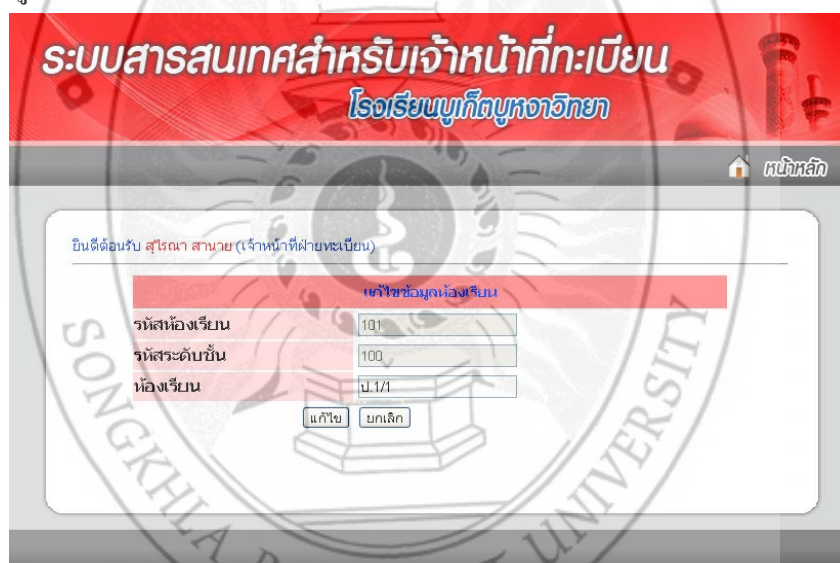 ระบบสารสนเทศสำหรับเจ้าหน้าที่ทะเบียน
โรงเรียนบูเก็ตบูหงาวิทยา
หน้าหลัก
ยินดีต้อนรับ สุไรณา สานาย (เจ้าหน้าที่ฝ่ายทะเบียน)
แก้ไขข้อมูลห้องเรียน
รหัสห้องเรียน 101
รหัสระดับชั้น 100
ห้องเรียน ป.1/1
แก้ไข ยกเลิก
SONGKHLA UNIVERSITY